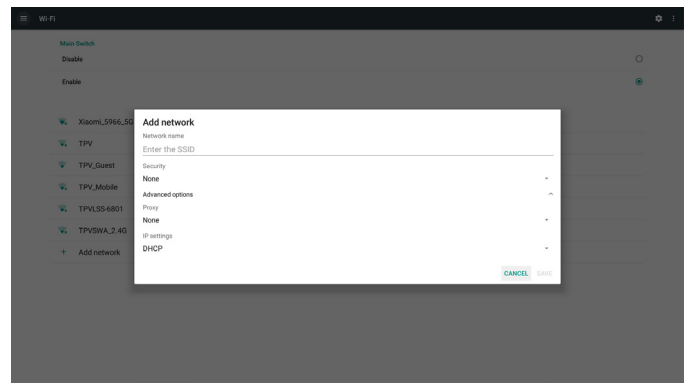 Wi-Fi
Main Switch
Disable
Enable
Xiaomi_5966_5G
TPV
TPV_Guest
TPV_Mobile
TPVLSS-6801
TPVSWA_2.4G
Add network
Add network
Network name
Enter the SSID
Security
None
Advanced options
Proxy
None
IP settings
DHCP
CANCEL SAVE